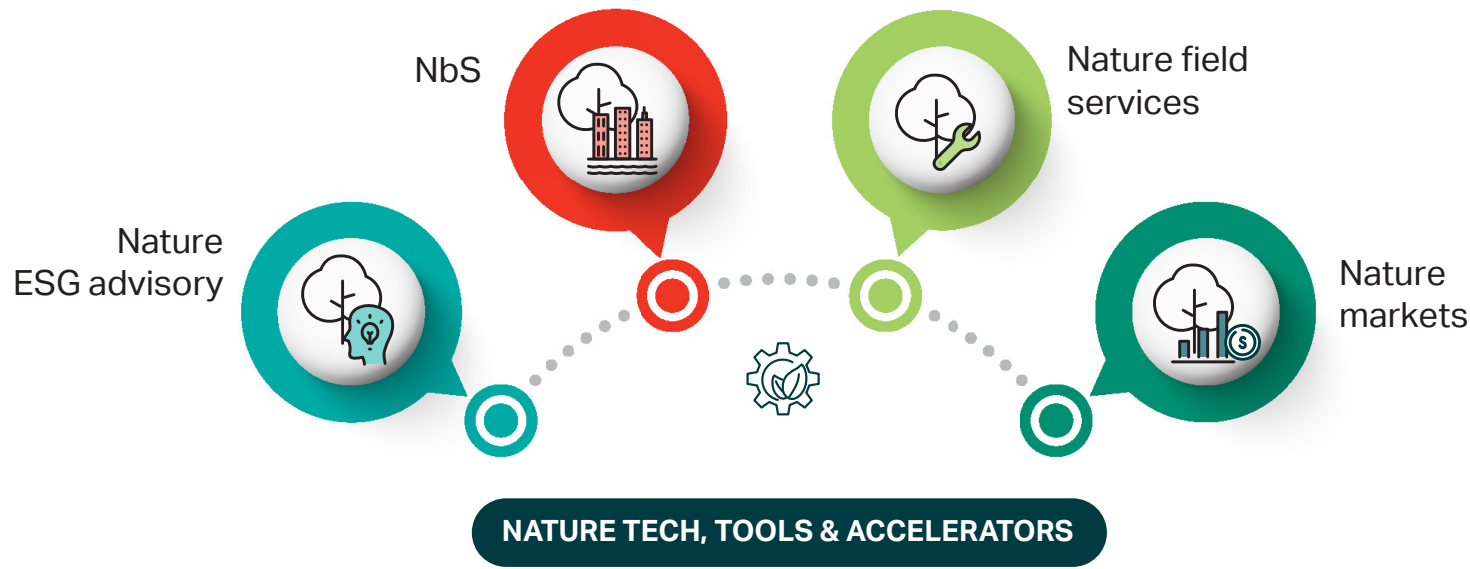 Nature
ESG advisory
NbS
Nature field
services
Nature
markets
$
NATURE TECH, TOOLS & ACCELERATORS